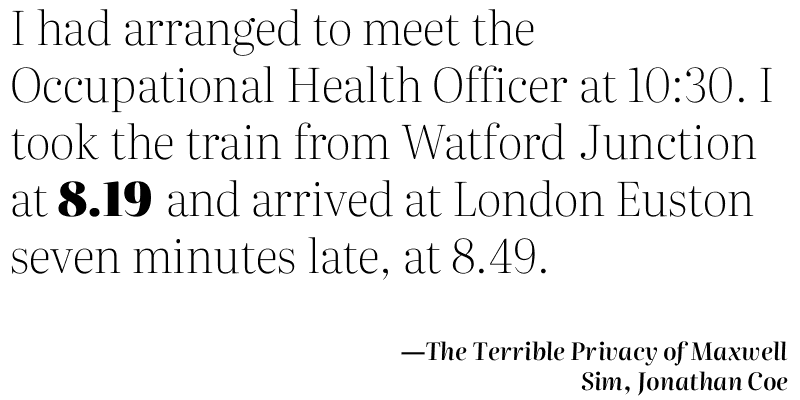 I had arranged to meet the
Occupational Health Officer at 10:30. I
took the train from Watford Junction
at 8.19 and arrived at London Euston
seven minutes late, at 8.49.
—The Terrible Privacy of Maxwell
Sim, Jonathan Coe